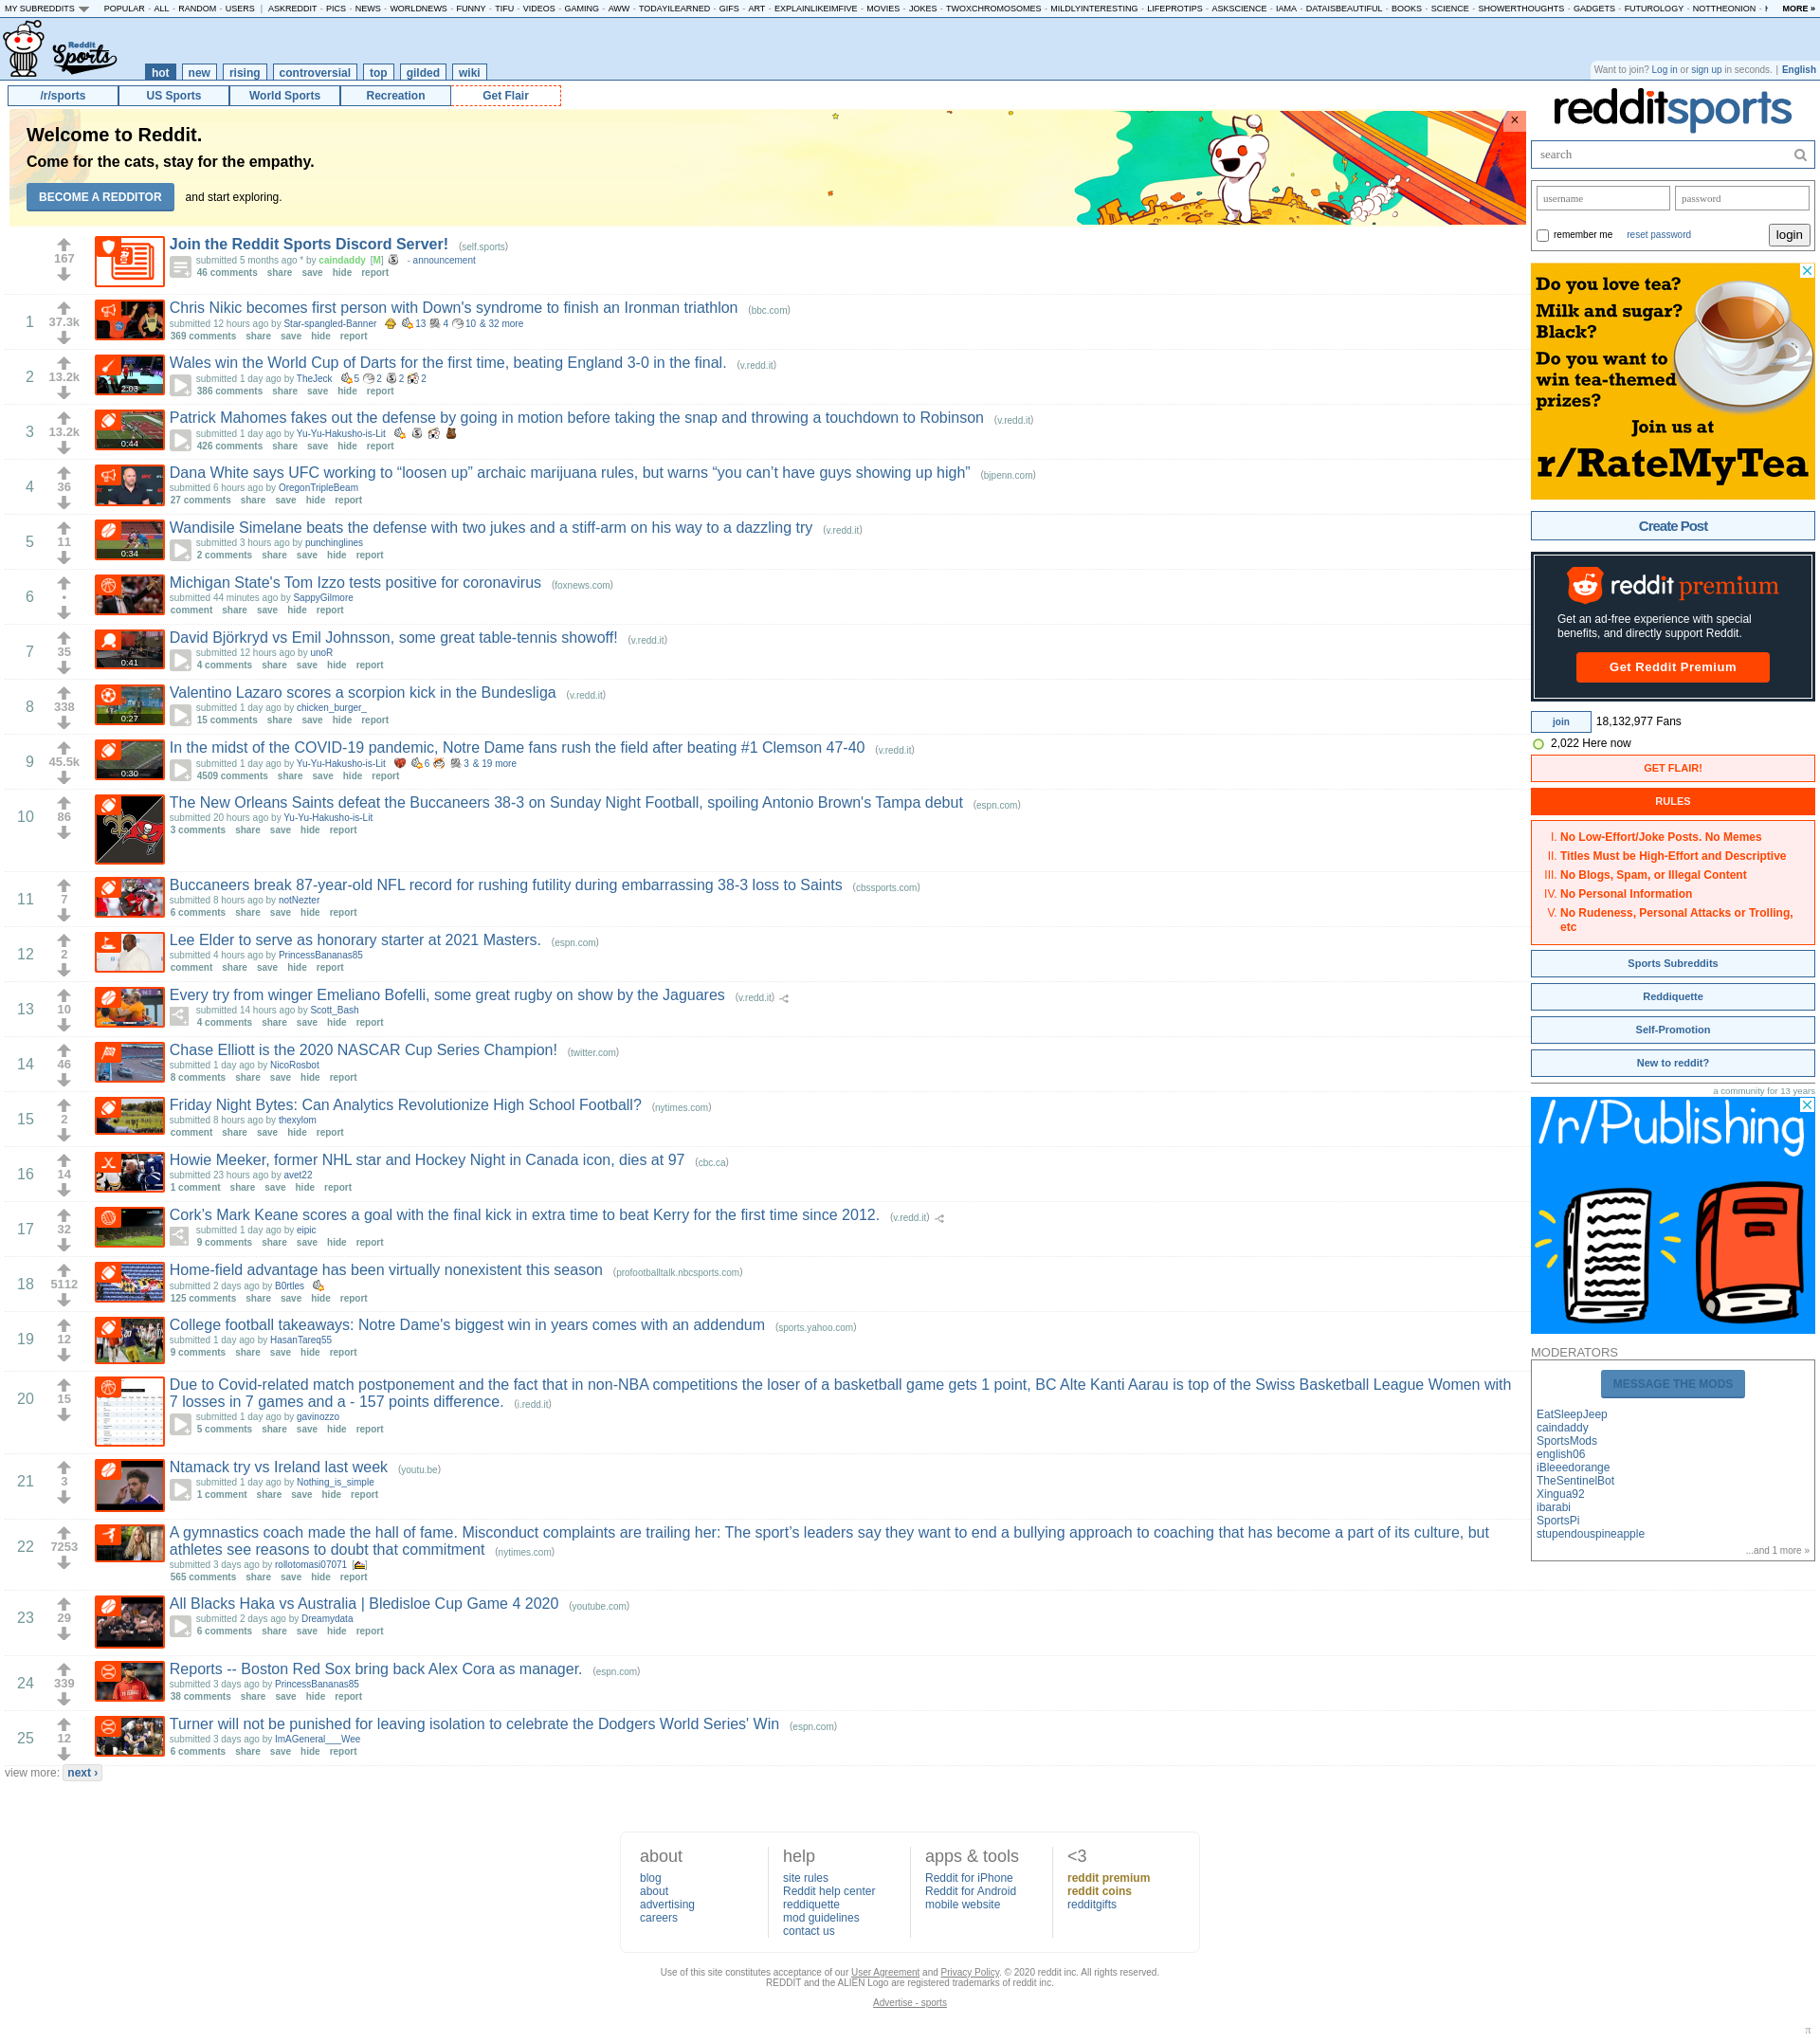 MY SUBREDDITS POPULAR - ALL - RANDOM - USERS | ASKREDDIT - PICS - NEWS - WORLDNEWS - FUNNY - TIFU - VIDEOS - GAMING - AWW - TODAYILEARNED - GIFS - ART - EXPLAINLIKEIMFIVE - MOVIES - JOKES - TWOXCHROMOSOMES - MILDLYINTERESTING - LIFEPROTIPS - ASKSCIENCE - IAMA - DATAISBEAUTIFUL - BOOKS - SCIENCE - SHOWERTHOUGHTS - GADGETS - FUTUROLOGY - NOTTHEONION - MORE »
Reddit Sports
hot new rising controversial top gilded wiki
Want to join? Log in or sign up in seconds. | English
/r/sports US Sports World Sports Recreation Get Flair
Welcome to Reddit.
Come for the cats, stay for the empathy.
BECOME A REDDITOR and start exploring.
×
167
Join the Reddit Sports Discord Server! (self.sports)
submitted 5 months ago * by caindaddy [M] - announcement
46 comments share save hide report
1 37.3k
Chris Nikic becomes first person with Down's syndrome to finish an Ironman triathlon (bbc.com)
submitted 12 hours ago by Star-spangled-Banner 13 4 10 & 32 more
369 comments share save hide report
2 13.2k 2:03
Wales win the World Cup of Darts for the first time, beating England 3-0 in the final. (v.redd.it)
submitted 1 day ago by TheJeck 5 2 2 2
386 comments share save hide report
3 13.2k 0:44
Patrick Mahomes fakes out the defense by going in motion before taking the snap and throwing a touchdown to Robinson (v.redd.it)
submitted 1 day ago by Yu-Yu-Hakusho-is-Lit
426 comments share save hide report
4 36
Dana White says UFC working to “loosen up” archaic marijuana rules, but warns “you can’t have guys showing up high” (bjpenn.com)
submitted 6 hours ago by OregonTripleBeam
27 comments share save hide report
5 11 0:34
Wandisile Simelane beats the defense with two jukes and a stiff-arm on his way to a dazzling try (v.redd.it)
submitted 3 hours ago by punchinglines
2 comments share save hide report
6 •
Michigan State's Tom Izzo tests positive for coronavirus (foxnews.com)
submitted 44 minutes ago by SappyGilmore
comment share save hide report
7 35 0:41
David Björkryd vs Emil Johnsson, some great table-tennis showoff! (v.redd.it)
submitted 12 hours ago by unoR
4 comments share save hide report
8 338 0:27
Valentino Lazaro scores a scorpion kick in the Bundesliga (v.redd.it)
submitted 1 day ago by chicken_burger_
15 comments share save hide report
9 45.5k 0:30
In the midst of the COVID-19 pandemic, Notre Dame fans rush the field after beating #1 Clemson 47-40 (v.redd.it)
submitted 1 day ago by Yu-Yu-Hakusho-is-Lit 6 3 & 19 more
4509 comments share save hide report
10 86
The New Orleans Saints defeat the Buccaneers 38-3 on Sunday Night Football, spoiling Antonio Brown's Tampa debut (espn.com)
submitted 20 hours ago by Yu-Yu-Hakusho-is-Lit
3 comments share save hide report
11 7
Buccaneers break 87-year-old NFL record for rushing futility during embarrassing 38-3 loss to Saints (cbssports.com)
submitted 8 hours ago by notNezter
6 comments share save hide report
12 2
Lee Elder to serve as honorary starter at 2021 Masters. (espn.com)
submitted 4 hours ago by PrincessBananas85
comment share save hide report
13 10
Every try from winger Emeliano Bofelli, some great rugby on show by the Jaguares (v.redd.it)
submitted 14 hours ago by Scott_Bash
4 comments share save hide report
14 46
Chase Elliott is the 2020 NASCAR Cup Series Champion! (twitter.com)
submitted 1 day ago by NicoRosbot
8 comments share save hide report
15 2
Friday Night Bytes: Can Analytics Revolutionize High School Football? (nytimes.com)
submitted 8 hours ago by thexylom
comment share save hide report
16 14
Howie Meeker, former NHL star and Hockey Night in Canada icon, dies at 97 (cbc.ca)
submitted 23 hours ago by avet22
1 comment share save hide report
17 32
Cork's Mark Keane scores a goal with the final kick in extra time to beat Kerry for the first time since 2012. (v.redd.it)
submitted 1 day ago by eipic
9 comments share save hide report
18 5112
Home-field advantage has been virtually nonexistent this season (profootballtalk.nbcsports.com)
submitted 2 days ago by B0rtles
125 comments share save hide report
19 12
College football takeaways: Notre Dame's biggest win in years comes with an addendum (sports.yahoo.com)
submitted 1 day ago by HasanTareq55
9 comments share save hide report
20 15
Due to Covid-related match postponement and the fact that in non-NBA competitions the loser of a basketball game gets 1 point, BC Alte Kanti Aarau is top of the Swiss Basketball League Women with
7 losses in 7 games and a - 157 points difference. (i.redd.it)
submitted 1 day ago by gavinozzo
5 comments share save hide report
21 3
Ntamack try vs Ireland last week (youtu.be)
submitted 1 day ago by Nothing_is_simple
1 comment share save hide report
22 7253
A gymnastics coach made the hall of fame. Misconduct complaints are trailing her: The sport’s leaders say they want to end a bullying approach to coaching that has become a part of its culture, but
athletes see reasons to doubt that commitment (nytimes.com)
submitted 3 days ago by rollotomasi07071
565 comments share save hide report
23 29
All Blacks Haka vs Australia | Bledisloe Cup Game 4 2020 (youtube.com)
submitted 2 days ago by Dreamydata
6 comments share save hide report
24 339
Reports -- Boston Red Sox bring back Alex Cora as manager. (espn.com)
submitted 3 days ago by PrincessBananas85
38 comments share save hide report
25 12
Turner will not be punished for leaving isolation to celebrate the Dodgers World Series' Win (espn.com)
submitted 3 days ago by ImAGeneral___Wee
6 comments share save hide report
view more: next ›
redditsports
search
username password
remember me reset password login
Do you love tea?
Milk and sugar?
Black?
Do you want to
win tea-themed
prizes?
Join us at
r/RateMyTea
Create Post
reddit premium
Get an ad-free experience with special
benefits, and directly support Reddit.
Get Reddit Premium
join 18,132,977 Fans
2,022 Here now
GET FLAIR!
RULES
I. No Low-Effort/Joke Posts. No Memes
II. Titles Must be High-Effort and Descriptive
III. No Blogs, Spam, or Illegal Content
IV. No Personal Information
V. No Rudeness, Personal Attacks or Trolling,
etc
Sports Subreddits
Reddiquette
Self-Promotion
New to reddit?
a community for 13 years
/r/Publishing
MODERATORS
MESSAGE THE MODS
EatSleepJeep
caindaddy
SportsMods
english06
iBleeedorange
TheSentinelBot
Xingua92
ibarabi
SportsPi
stupendouspineapple
...and 1 more »
about
blog
about
advertising
careers
help
site rules
Reddit help center
reddiquette
mod guidelines
contact us
apps & tools
Reddit for iPhone
Reddit for Android
mobile website
<3
reddit premium
reddit coins
redditgifts
Use of this site constitutes acceptance of our User Agreement and Privacy Policy. © 2020 reddit inc. All rights reserved.
REDDIT and the ALIEN Logo are registered trademarks of reddit inc.
Advertise - sports
π